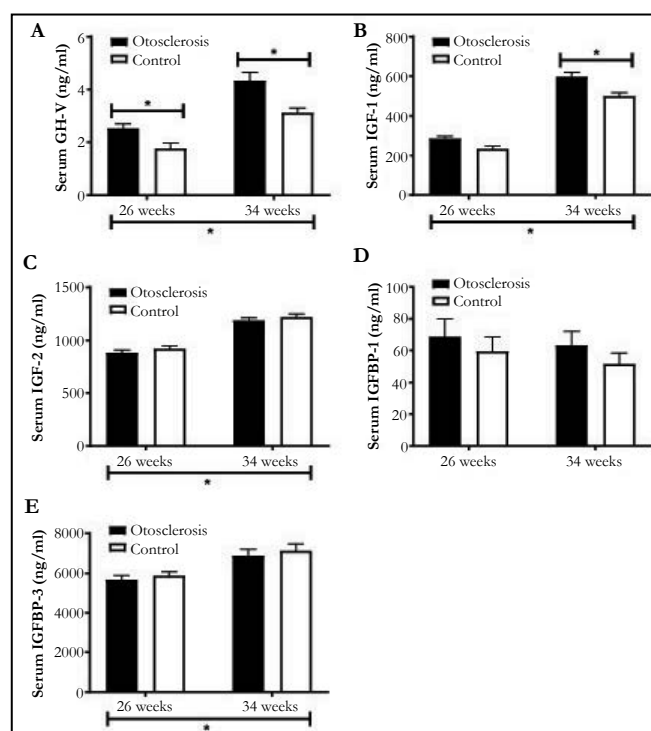 A
Otosclerosis
Control
Serum GH-V (ng/ml)
6
4
2
0
*
*
26 weeks
34 weeks
*
B
Otosclerosis
Control
Serum IGF-1 (ng/ml)
800
600
400
200
0
*
26 weeks
34 weeks
*
C
Otosclerosis
Control
Serum IGF-2 (ng/ml)
1500
1000
500
0
26 weeks
34 weeks
*
D
Otosclerosis
Control
Serum IGFBP-1 (ng/ml)
100
80
60
40
20
0
26 weeks
34 weeks
E
Otosclerosis
Control
Serum IGFBP-3 (ng/ml)
8000
6000
4000
2000
0
26 weeks
34 weeks
*